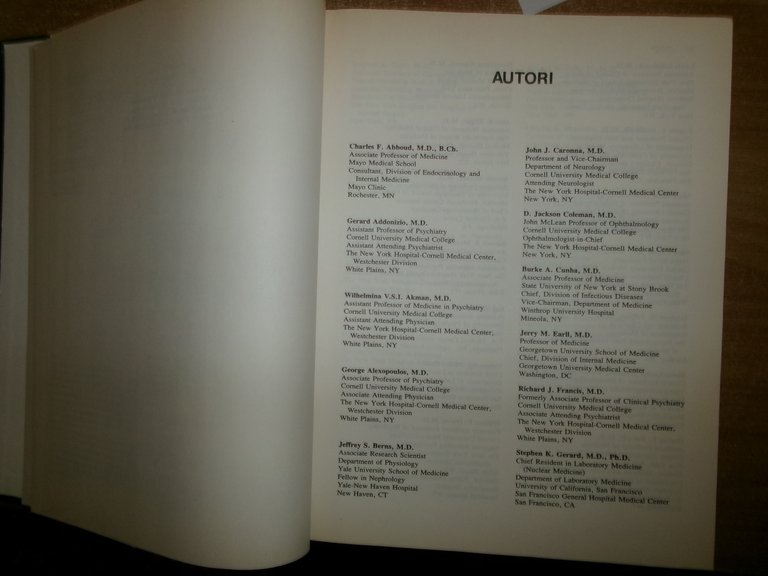 AUTORI
Charles F. Abboud, M.D., B.Ch.
Associate Professor of Medicine
Mayo Medical School
Consultant, Division of Endocrinology and
Internal Medicine
Mayo Clinic
Rochester, MN
Gerard Addonizio, M.D.
Assistant Professor of Psychiatry
Cornell University Medical College
Assistant Attending Psychiatrist
The New York Hospital-Cornell Medical Center,
Westchester Division
White Plains, NY
Wilhelmina V.S.I. Akman, M.D.
Assistant Professor of Medicine in Psychiatry
Cornell University Medical College
Assistant Attending Physician
The New York Hospital-Cornell Medical Center,
Westchester Division
White Plains, NY
George Alexopoulos, M.D.
Associate Professor of Psychiatry
Cornell University Medical College
Associate Attending Physician
The New York Hospital-Cornell Medical Center,
Westchester Division
White Plains, NY
Jeffrey S. Berns, M.D.
Associate Research Scientist
Department of Physiology
Yale University School of Medicine
Fellow in Nephrology
Yale-New Haven Hospital
New Haven, CT
John J. Caronna, M.D.
Professor and Vice-Chairman
Department of Neurology
Cornell University Medical College
Attending Neurologist
The New York Hospital-Cornell Medical Center
New York, NY
D. Jackson Coleman, M.D.
John McLean Professor of Ophthalmology
Cornell University Medical College
Ophthalmologist-in-Chief
The New York Hospital-Cornell Medical Center
New York, NY
Burke A. Cunha, M.D.
Associate Professor of Medicine
State University of New York at Stony Brook
Chief, Division of Infectious Diseases
Vice-Chairman, Department of Medicine
Winthrop University Hospital
Mineola, NY
Jerry M. Earll, M.D.
Professor of Medicine
Georgetown University School of Medicine
Chief, Division of Internal Medicine
Georgetown University Medical Center
Washington, DC
Richard J. Francis, M.D.
Formerly Associate Professor of Clinical Psychiatry
Cornell University Medical College
Associate Attending Psychiatrist
The New York Hospital-Cornell Medical Center,
Westchester Division
White Plains, NY
Stephen K. Gerard, M.D., Ph.D.
Chief Resident in Laboratory Medicine
(Nuclear Medicine)
Department of Laboratory Medicine
University of California, San Francisco
San Francisco General Hospital Medical Center
San Francisco, CA